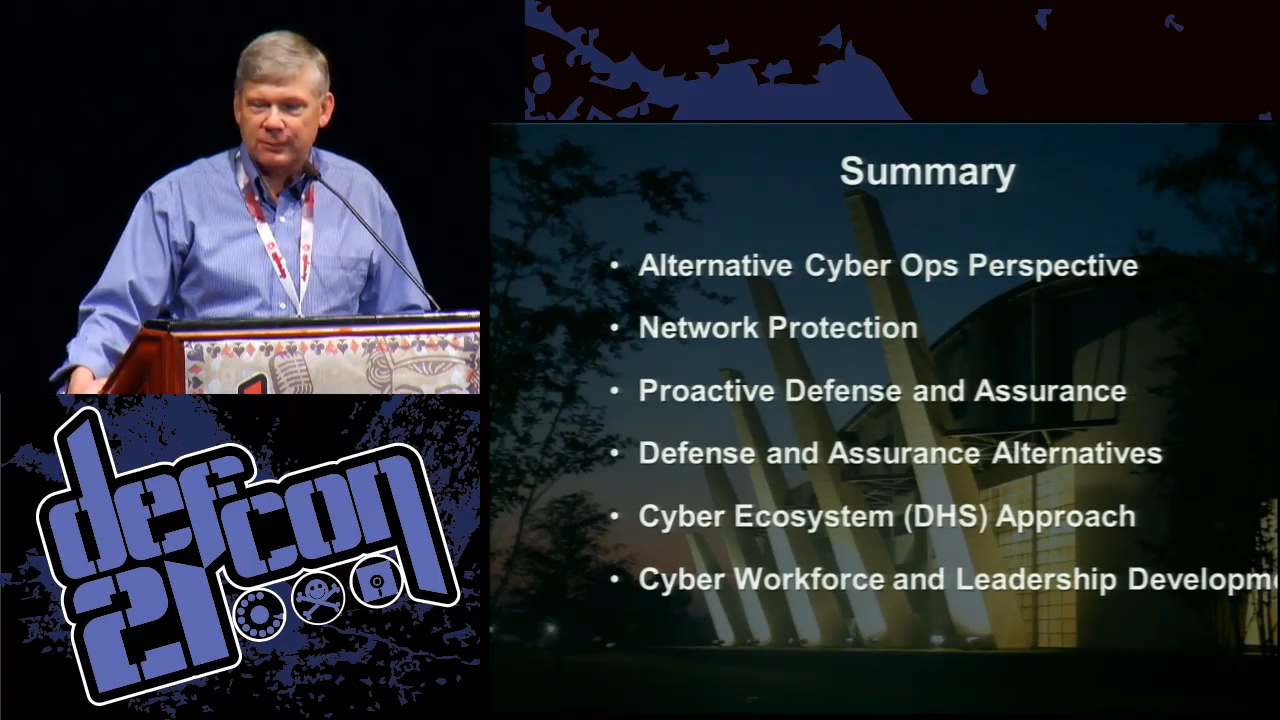 Summary
• Alternative Cyber Ops Perspective
• Network Protection
• Proactive Defense and Assurance
• Defense and Assurance Alternatives
• Cyber Ecosystem (DHS) Approach
• Cyber Workforce and Leadership Developm
defcon
21